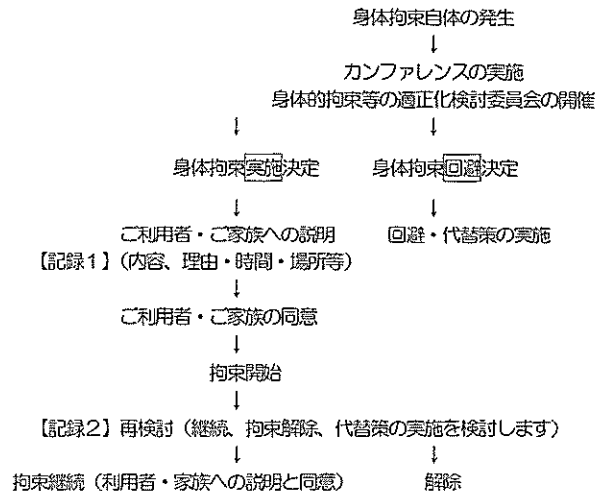 身体拘束自体の発生
↓
カンファレンスの実施
身体的拘束等の適正化検討委員会の開催
↓ ↓
身体拘束実施決定 身体拘束回避決定
↓ ↓
ご利用者・ご家族への説明 回避・代替策の実施
【記録1】(内容、理由・時間・場所等)
↓
ご利用者・ご家族の同意
↓
拘束開始
↓
【記録2】再検討(継続、拘束解除、代替策の実施を検討します)
↓ ↓
拘束継続(利用者・家族への説明と同意) 解除